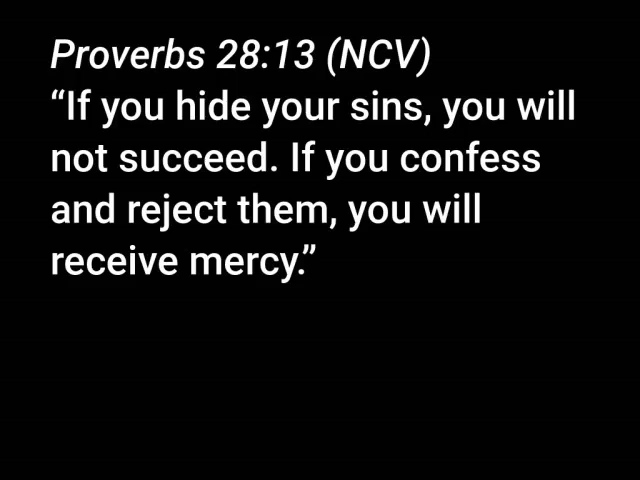 Proverbs 28:13 (NCV)
“If you hide your sins, you will
not succeed. If you confess
and reject them, you will
receive mercy.”